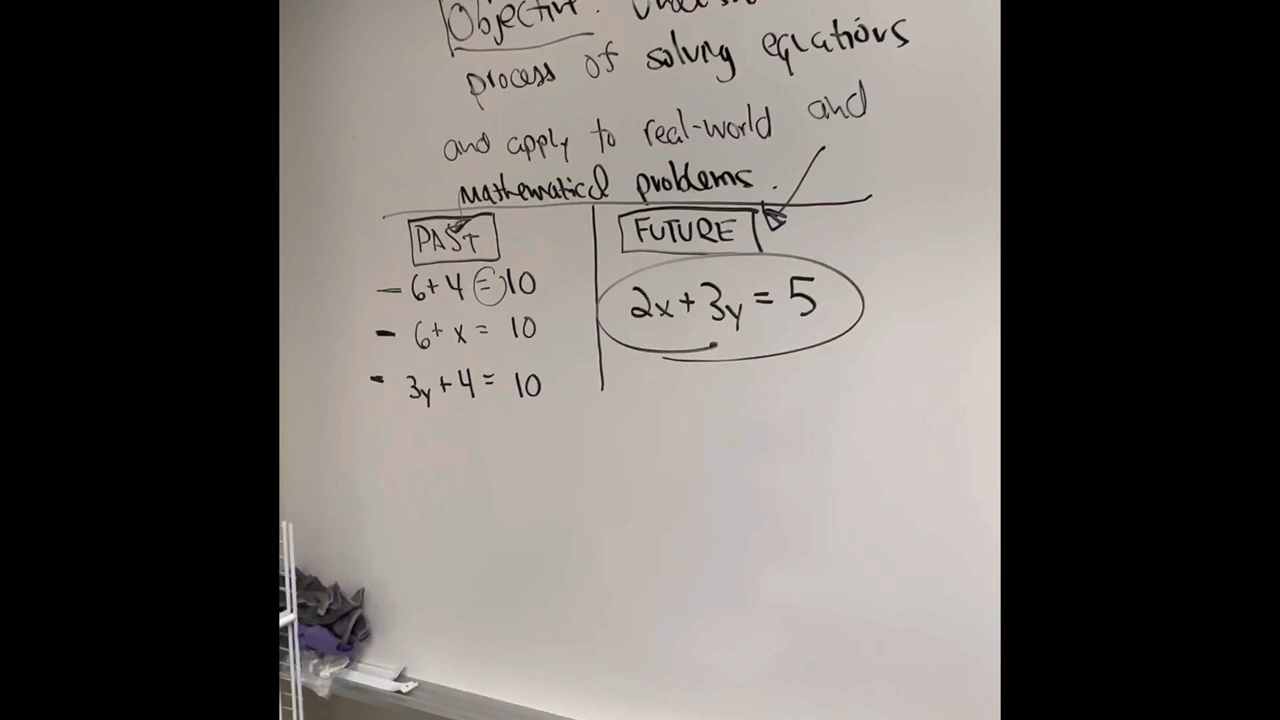 Objective:
process of solving equations
and apply to real-world and
mathematical problems.
PAST
- 6+4=10
- 6+x=10
- 3y+4=10
FUTURE
2x+3y=5